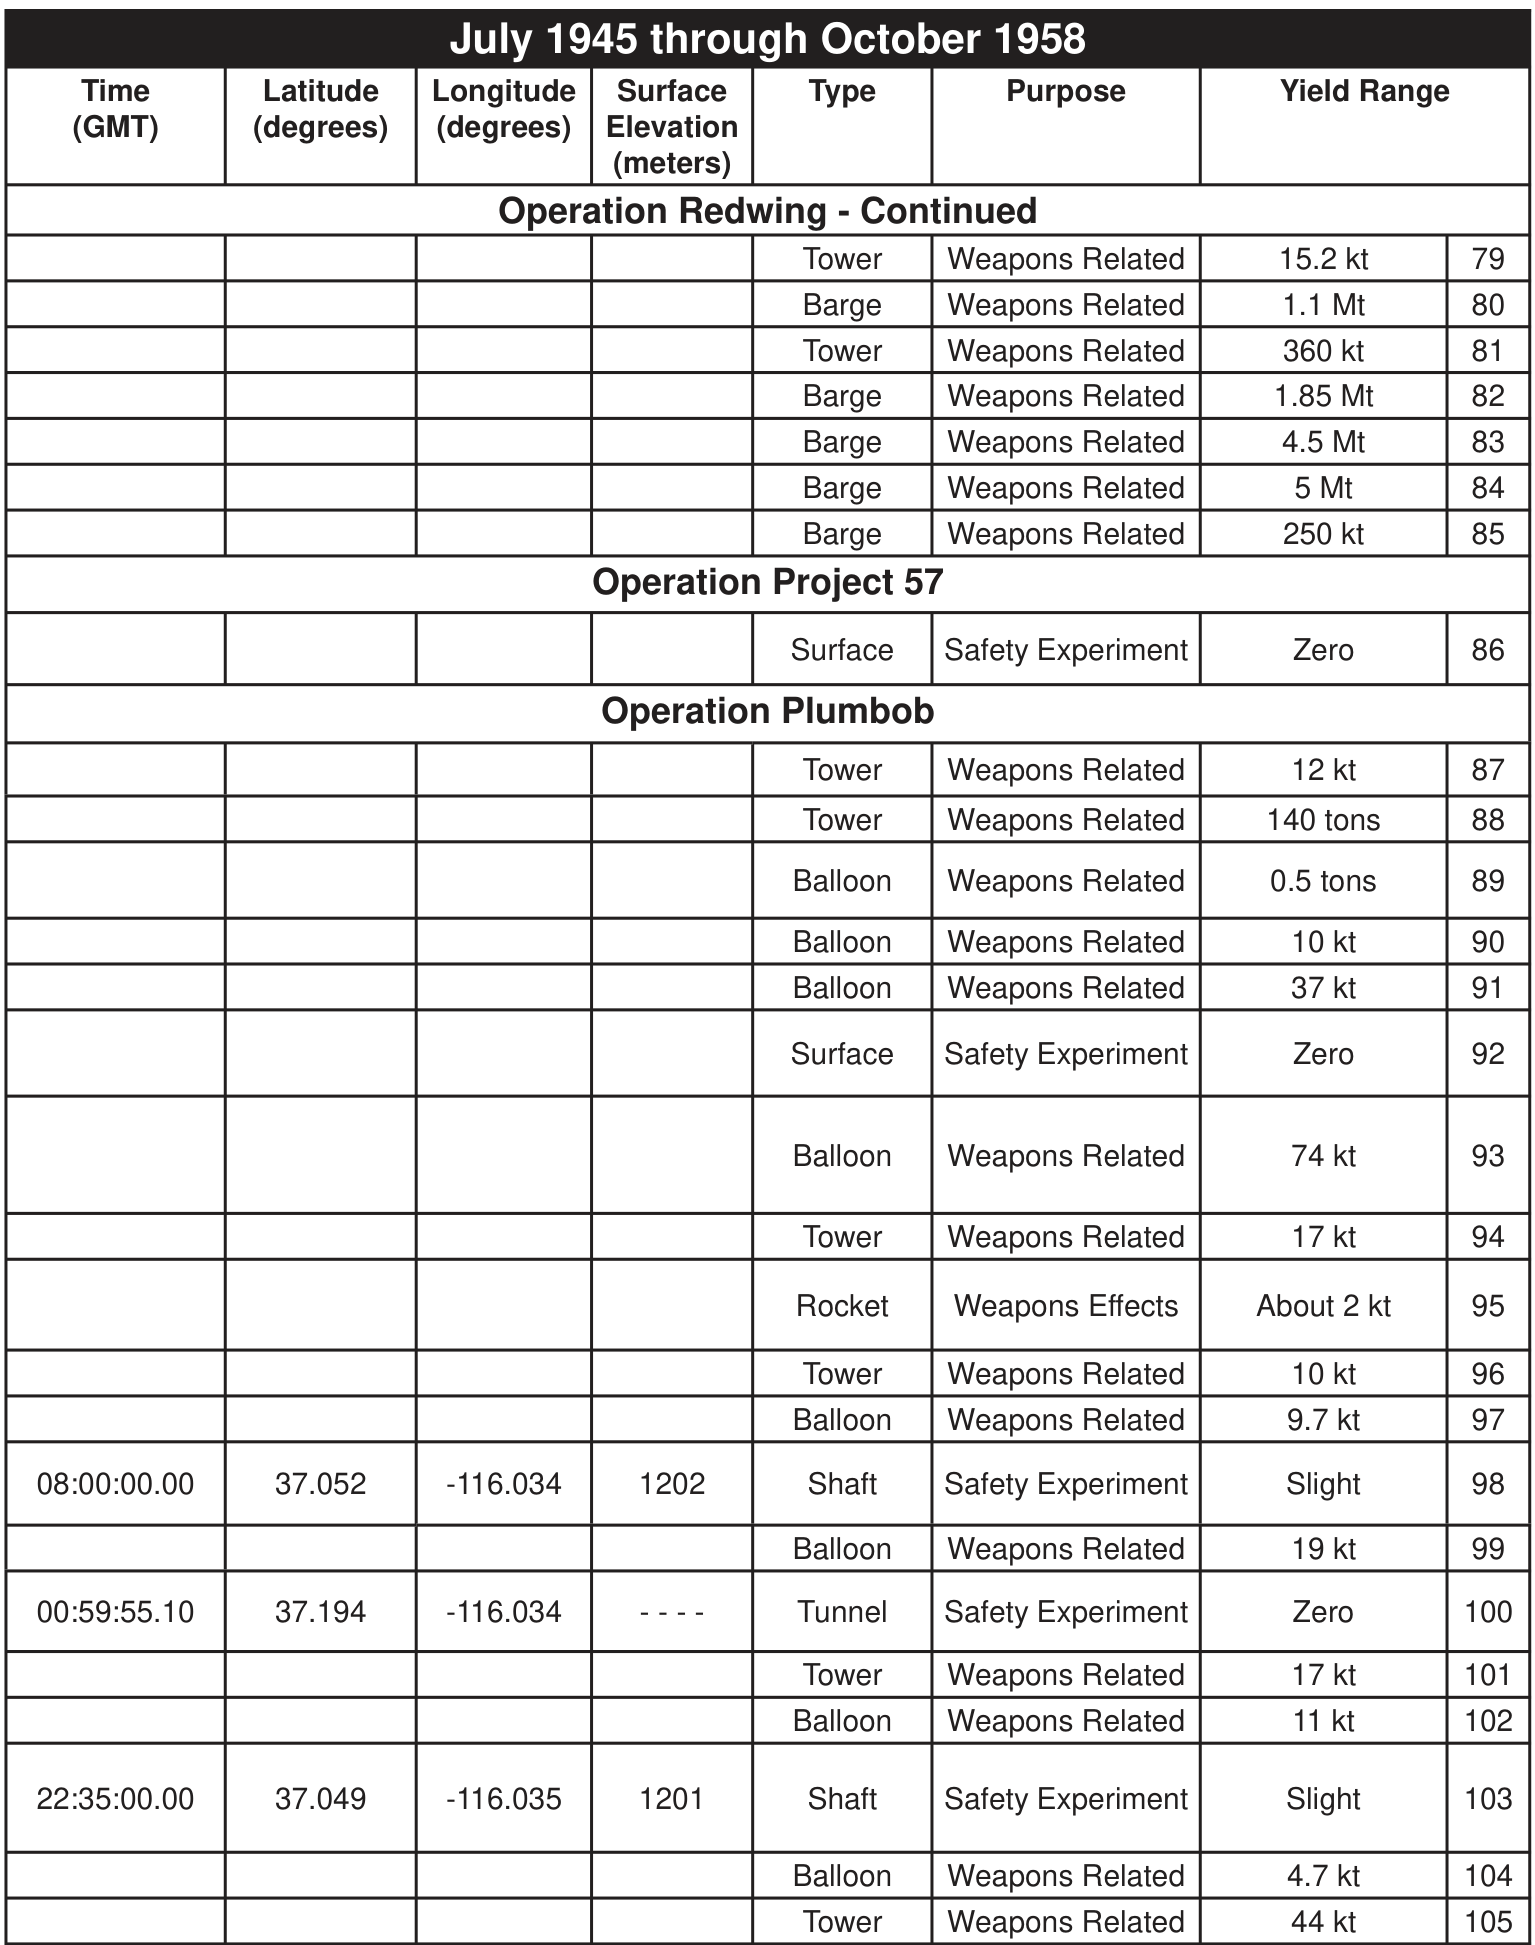 July 1945 through October 1958
Time (GMT) Latitude (degrees) Longitude (degrees) Surface Elevation (meters) Type Purpose Yield Range
Operation Redwing - Continued
Tower Weapons Related 15.2 kt 79
Barge Weapons Related 1.1 Mt 80
Tower Weapons Related 360 kt 81
Barge Weapons Related 1.85 Mt 82
Barge Weapons Related 4.5 Mt 83
Barge Weapons Related 5 Mt 84
Barge Weapons Related 250 kt 85
Operation Project 57
Surface Safety Experiment Zero 86
Operation Plumbob
Tower Weapons Related 12 kt 87
Tower Weapons Related 140 tons 88
Balloon Weapons Related 0.5 tons 89
Balloon Weapons Related 10 kt 90
Balloon Weapons Related 37 kt 91
Surface Safety Experiment Zero 92
Balloon Weapons Related 74 kt 93
Tower Weapons Related 17 kt 94
Rocket Weapons Effects About 2 kt 95
Tower Weapons Related 10 kt 96
Balloon Weapons Related 9.7 kt 97
08:00:00.00 37.052 -116.034 1202 Shaft Safety Experiment Slight 98
Balloon Weapons Related 19 kt 99
00:59:55.10 37.194 -116.034 - - - - Tunnel Safety Experiment Zero 100
Tower Weapons Related 17 kt 101
Balloon Weapons Related 11 kt 102
22:35:00.00 37.049 -116.035 1201 Shaft Safety Experiment Slight 103
Balloon Weapons Related 4.7 kt 104
Tower Weapons Related 44 kt 105